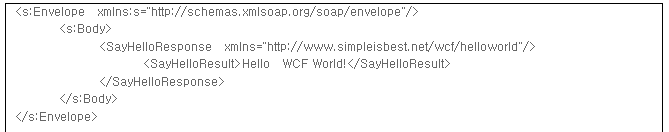 <s:Envelope xmlns:s="http://schemas.xmlsoap.org/soap/envelope"/>
<s:Body>
<SayHelloResponse xmlns="http://www.simpleisbest.net/wcf/helloworld"/>
<SayHelloResult>Hello WCF World!</SayHelloResult>
</SayHelloResponse>
</s:Body>
</s:Envelope>